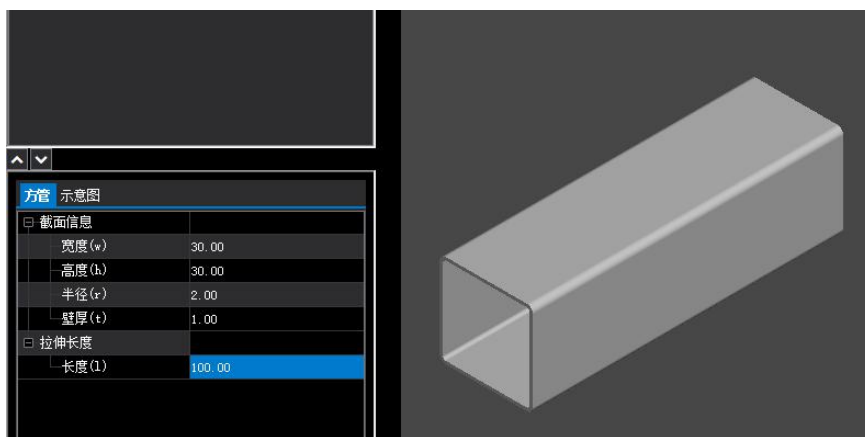 方管 示意图
截面信息
宽度(w) 30.00
高度(h) 30.00
半径(r) 2.00
壁厚(t) 1.00
拉伸长度
长度(l) 100.00